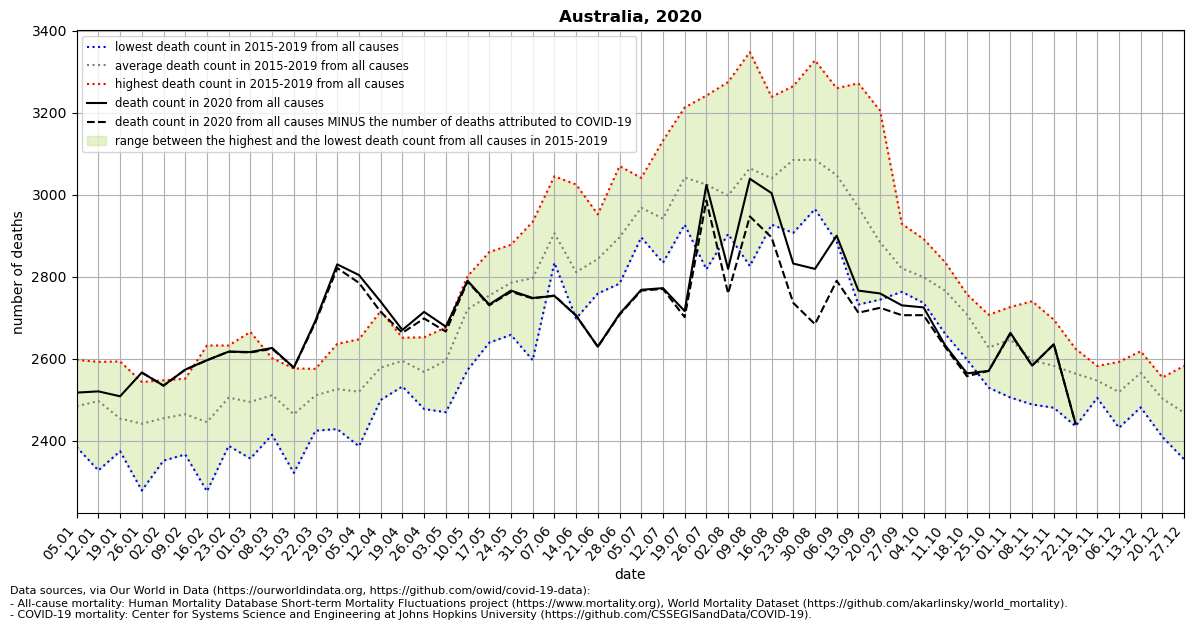 Australia, 2020
3400
3200
3000
2800
2600
2400
number of deaths
lowest death count in 2015-2019 from all causes
average death count in 2015-2019 from all causes
highest death count in 2015-2019 from all causes
death count in 2020 from all causes
death count in 2020 from all causes MINUS the number of deaths attributed to COVID-19
range between the highest and the lowest death count from all causes in 2015-2019
05.01 12.01 19.01 26.01 02.02 09.02 16.02 23.02 01.03 08.03 15.03 22.03 29.03 05.04 12.04 19.04 26.04 03.05 10.05 17.05 24.05 31.05 07.06 14.06 21.06 28.06 05.07 12.07 19.07 26.07 02.08 09.08 16.08 23.08 30.08 06.09 13.09 20.09 27.09 04.10 11.10 18.10 25.10 01.11 08.11 15.11 22.11 29.11 06.12 13.12 20.12 27.12
date
Data sources, via Our World in Data (https://ourworldindata.org, https://github.com/owid/covid-19-data):
- All-cause mortality: Human Mortality Database Short-term Mortality Fluctuations project (https://www.mortality.org), World Mortality Dataset (https://github.com/akarlinsky/world_mortality).
- COVID-19 mortality: Center for Systems Science and Engineering at Johns Hopkins University (https://github.com/CSSEGISandData/COVID-19).